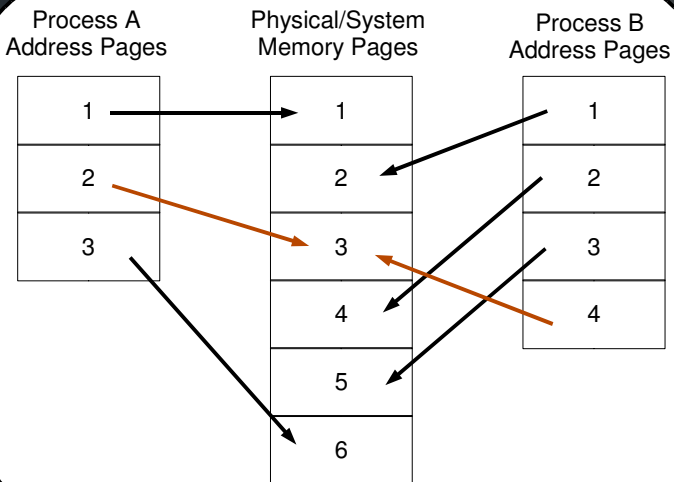 Process A
Address Pages
1
2
3
Physical/System
Memory Pages
1
2
3
4
5
6
Process B
Address Pages
1
2
3
4